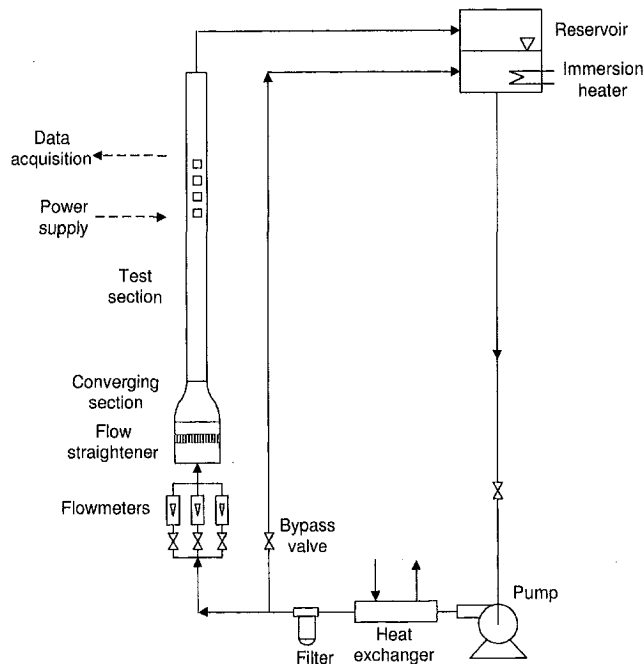 Reservoir
Immersion
heater
Data
acquisition
Power
supply
Test
section
Converging
section
Flow
straightener
Flowmeters
Bypass
valve
Pump
Heat
exchanger
Filter